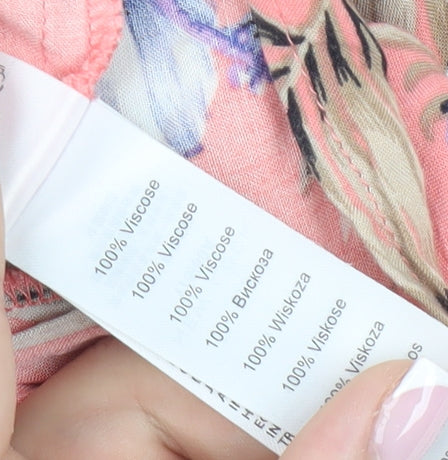 100% Viscose
100% Viscose
100% Viscose
100% Вискоза
100% Wiskoza
100% Viskose
100% Viskoza